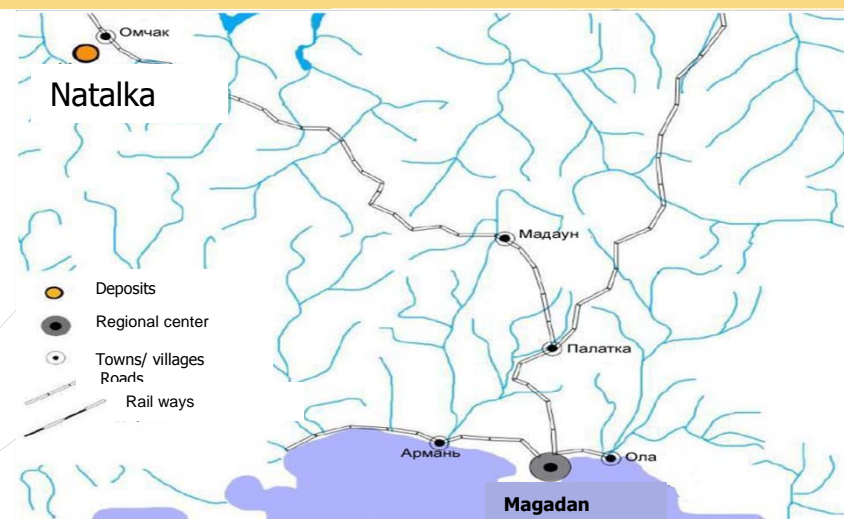 Омчак
Natalka
Мадаун
Deposits
Regional center
Палатка
Towns/ villages
Roads
Rail ways
Армань
Ола
Magadan